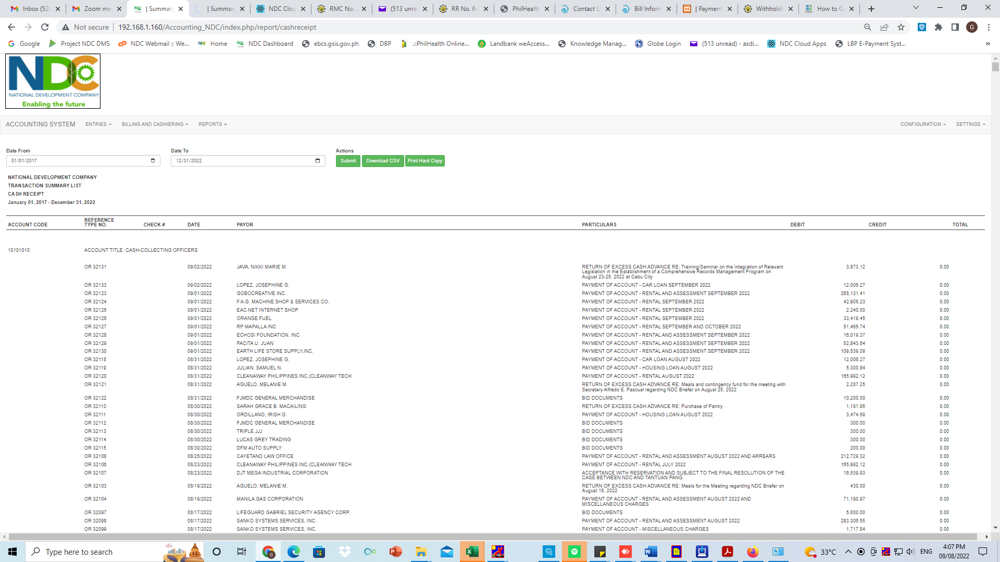 Inbox (529
Zoom me
| Summary
| Summary
NDC Clou
RMC No.
(513 unre
RR No. 6-
PhilHealth
Contact U
Bill Inform
| Payment
Withholdi
How to C
Not secure
192.168.1.160/Accounting_NDC/index.php/report/cashreceipt
G
Google
Project NDC DMS
NDC Webmail :: We...
Home
NDC Dashboard
ebcs.gsis.gov.ph
DBP
.::PhilHealth Online...
Landbank weAccess...
Knowledge Manag...
Globe Login
(513 unread) - asdi...
NDC Cloud Apps
LBP E-Payment Syst...
NDC
NATIONAL DEVELOPMENT COMPANY
Enabling the future
ACCOUNTING SYSTEM ENTRIES BILLING AND CASHIERING REPORTS CONFIGURATION SETTINGS
Date From Date To Actions
01/01/2017 12/31/2022 Submit Download CSV Print Hard Copy
NATIONAL DEVELOPMENT COMPANY
TRANSACTION SUMMARY LIST
CASH RECEIPT
January 01, 2017 - December 31, 2022
ACCOUNT CODE REFERENCE TYPE NO. CHECK # DATE PAYOR PARTICULARS DEBIT CREDIT TOTAL
10101010 ACCOUNT TITLE: CASH-COLLECTING OFFICERS
OR 32131 09/02/2022 JAVA, NIKKI MARIE M. RETURN OF EXCESS CASH ADVANCE RE: Training/Seminar on the Integration of Relevant 3,873.12 0.00
Legislation in the Establishment of a Comprehensive Records Management Program on
August 23-25, 2022 at Cebu City
OR 32133 09/02/2022 LOPEZ, JOSEPHINE G. PAYMENT OF ACCOUNT - CAR LOAN SEPTEMBER 2022 12,006.27 0.00
OR 32123 09/01/2022 GOBOCREATIVE INC. PAYMENT OF ACCOUNT - RENTAL AND ASSESSMENT SEPTEMBER 2022 268,131.41 0.00
OR 32124 09/01/2022 F.A.G. MACHINE SHOP & SERVICES CO. PAYMENT OF ACCOUNT - RENTAL SEPTEMBER 2022 42,905.23 0.00
OR 32125 09/01/2022 EAC.NET INTERNET SHOP PAYMENT OF ACCOUNT - RENTAL SEPTEMBER 2022 2,240.00 0.00
OR 32126 09/01/2022 ORANGE FUEL PAYMENT OF ACCOUNT - RENTAL SEPTEMBER 2022 33,419.45 0.00
OR 32127 09/01/2022 RP MAPALLA INC PAYMENT OF ACCOUNT - RENTAL SEPTEMBER AND OCTOBER 2022 51,465.74 0.00
OR 32128 09/01/2022 ECHOSI FOUNDATION, INC. PAYMENT OF ACCOUNT - RENTAL AND ASSESSMENT SEPTEMBER 2022 16,019.37 0.00
OR 32129 09/01/2022 PACITA U. JUAN PAYMENT OF ACCOUNT - RENTAL AND ASSESSMENT SEPTEMBER 2022 52,843.64 0.00
OR 32130 09/01/2022 EARTH LIFE STORE SUPPLY,INC. PAYMENT OF ACCOUNT - RENTAL AND ASSESSMENT SEPTEMBER 2022 109,539.09 0.00
OR 32118 08/31/2022 LOPEZ, JOSEPHINE G. PAYMENT OF ACCOUNT - CAR LOAN AUGUST 2022 12,006.27 0.00
OR 32119 08/31/2022 JULIAN, SAMUEL N. PAYMENT OF ACCOUNT - HOUSING LOAN AUGUST 2022 5,300.84 0.00
OR 32120 08/31/2022 CLEANAWAY PHILIPPINES INC.(CLEANWAY TECH PAYMENT OF ACCOUNT - RENTAL AUGUST 2022 165,992.12 0.00
OR 32121 08/31/2022 AGUELO, MELANIE M. RETURN OF EXCESS CASH ADVANCE RE: Meals and contingency fund for the meeting with 2,287.25 0.00
Secretary Alfredo E. Pascual regarding NDC Briefer on August 25, 2022
OR 32122 08/31/2022 FJMDC GENERAL MERCHANDISE BID DOCUMENTS 10,200.00 0.00
OR 32110 08/30/2022 SARAH GRACE B. MACAILING RETURN OF EXCESS CASH ADVANCE RE: Purchase of Pantry 1,191.95 0.00
OR 32111 08/30/2022 ORDILLANO, IRISH G. PAYMENT OF ACCOUNT - HOUSING LOAN AUGUST 2022 3,474.69 0.00
OR 32112 08/30/2022 FJMDC GENERAL MERCHANDISE BID DOCUMENTS 300.00 0.00
OR 32113 08/30/2022 TRIPLE JJJ BID DOCUMENTS 300.00 0.00
OR 32114 08/30/2022 LUCAS GREY TRADING BID DOCUMENTS 300.00 0.00
OR 32115 08/30/2022 DFM AUTO SUPPLY BID DOCUMENTS 300.00 0.00
OR 32108 08/25/2022 CAYETANO LAW OFFICE PAYMENT OF ACCOUNT - RENTAL AND ASSESSMENT AUGUST 2022 AND ARREARS 212,729.32 0.00
OR 32106 08/23/2022 CLEANAWAY PHILIPPINES INC.(CLEANWAY TECH PAYMENT OF ACCOUNT - RENTAL JULY 2022 165,992.12 0.00
OR 32107 08/23/2022 DJT MEGA INDUSTRIAL CORPORATION ACCEPTANCE WITH RESERVATION AND SUBJECT TO THE FINAL RESOLUTION OF THE 16,539.93 0.00
CASE BETWEEN NDC AND TANTUAN PANG
OR 32103 08/19/2022 AGUELO, MELANIE M. RETURN OF EXCESS CASH ADVANCE RE: Meals for the Meeting regarding NDC Briefer on 430.00 0.00
August 18, 2022
OR 32104 08/19/2022 MANILA GAS CORPORATION PAYMENT OF ACCOUNT - RENTAL AND ASSESSMENT AUGUST 2022 AND 71,190.97 0.00
MISCELLANEOUS CHARGES
OR 32097 08/17/2022 LIFEGUARD GABRIEL SECURITY AGENCY CORP. BID DOCUMENTS 5,000.00 0.00
OR 32098 08/17/2022 SANKO SYSTEMS SERVICES, INC. PAYMENT OF ACCOUNT - RENTAL AND ASSESSMENT AUGUST 2022 283,306.55 0.00
OR 32099 08/17/2022 SANKO SYSTEMS SERVICES, INC. PAYMENT OF ACCOUNT - MISCELLANEOUS CHARGES 1,717.84 0.00
Type here to search
33°C
ENG
4:07 PM
09/08/2022